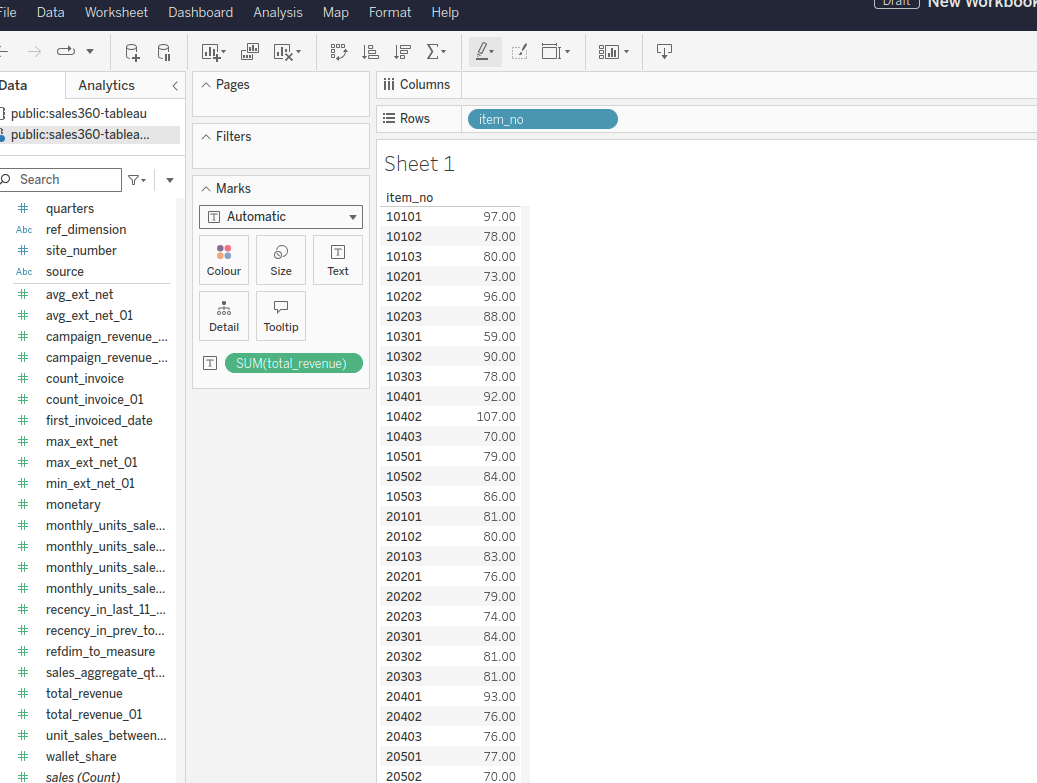 File Data Worksheet Dashboard Analysis Map Format Help Draft New Workbook
Data Analytics
public:sales360-tableau
public:sales360-tablea...
Search
# quarters
Abc ref_dimension
# site_number
Abc source
# avg_ext_net
# avg_ext_net_01
# campaign_revenue_...
# campaign_revenue_...
# count_invoice
# count_invoice_01
# first_invoiced_date
# max_ext_net
# max_ext_net_01
# min_ext_net_01
# monetary
# monthly_units_sale...
# monthly_units_sale...
# monthly_units_sale...
# monthly_units_sale...
# recency_in_last_11_...
# recency_in_prev_to...
# refdim_to_measure
# sales_aggregate_qt...
# total_revenue
# total_revenue_01
# unit_sales_between...
# wallet_share
# sales (Count)
Pages
Filters
Marks
T Automatic
Colour
Size
T Text
Detail
Tooltip
T SUM(total_revenue)
Columns
Rows item_no
Sheet 1
item_no
10101 97.00
10102 78.00
10103 80.00
10201 73.00
10202 96.00
10203 88.00
10301 59.00
10302 90.00
10303 78.00
10401 92.00
10402 107.00
10403 70.00
10501 79.00
10502 84.00
10503 86.00
20101 81.00
20102 80.00
20103 83.00
20201 76.00
20202 79.00
20203 74.00
20301 84.00
20302 81.00
20303 81.00
20401 93.00
20402 76.00
20403 76.00
20501 77.00
20502 70.00